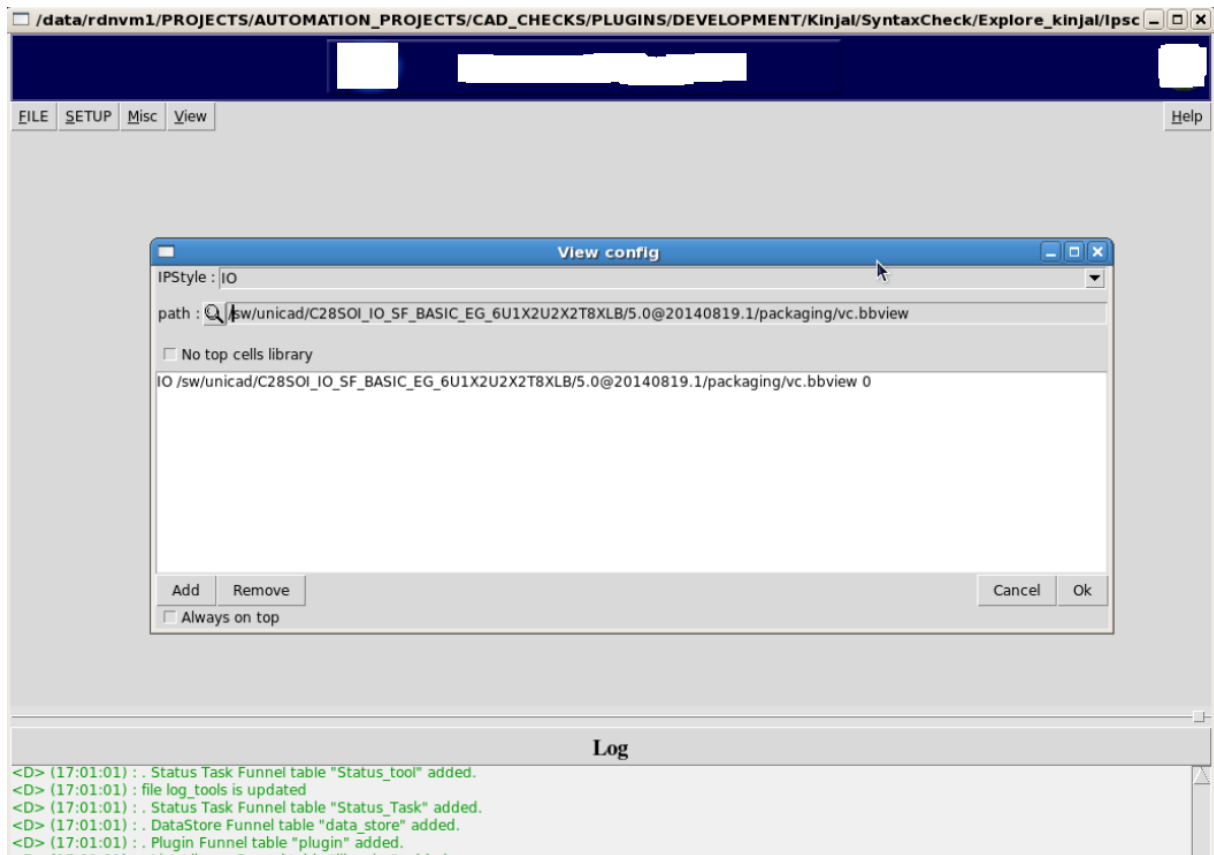 /data/rdnvm1/PROJECTS/AUTOMATION_PROJECTS/CAD_CHECKS/PLUGINS/DEVELOPMENT/Kinjal/SyntaxCheck/Explore_kinjal/Ipsc
FILE SETUP Misc View Help
View config
IPStyle : IO
path : /sw/unicad/C28SOI_IO_SF_BASIC_EG_6U1X2U2X2T8XLB/5.0@20140819.1/packaging/vc.bbview
No top cells library
IO /sw/unicad/C28SOI_IO_SF_BASIC_EG_6U1X2U2X2T8XLB/5.0@20140819.1/packaging/vc.bbview 0
Add Remove Cancel Ok
Always on top
Log
<D> (17:01:01) : . Status Task Funnel table "Status_tool" added.
<D> (17:01:01) : file log_tools is updated
<D> (17:01:01) : . Status Task Funnel table "Status_Task" added.
<D> (17:01:01) : . DataStore Funnel table "data_store" added.
<D> (17:01:01) : . Plugin Funnel table "plugin" added.